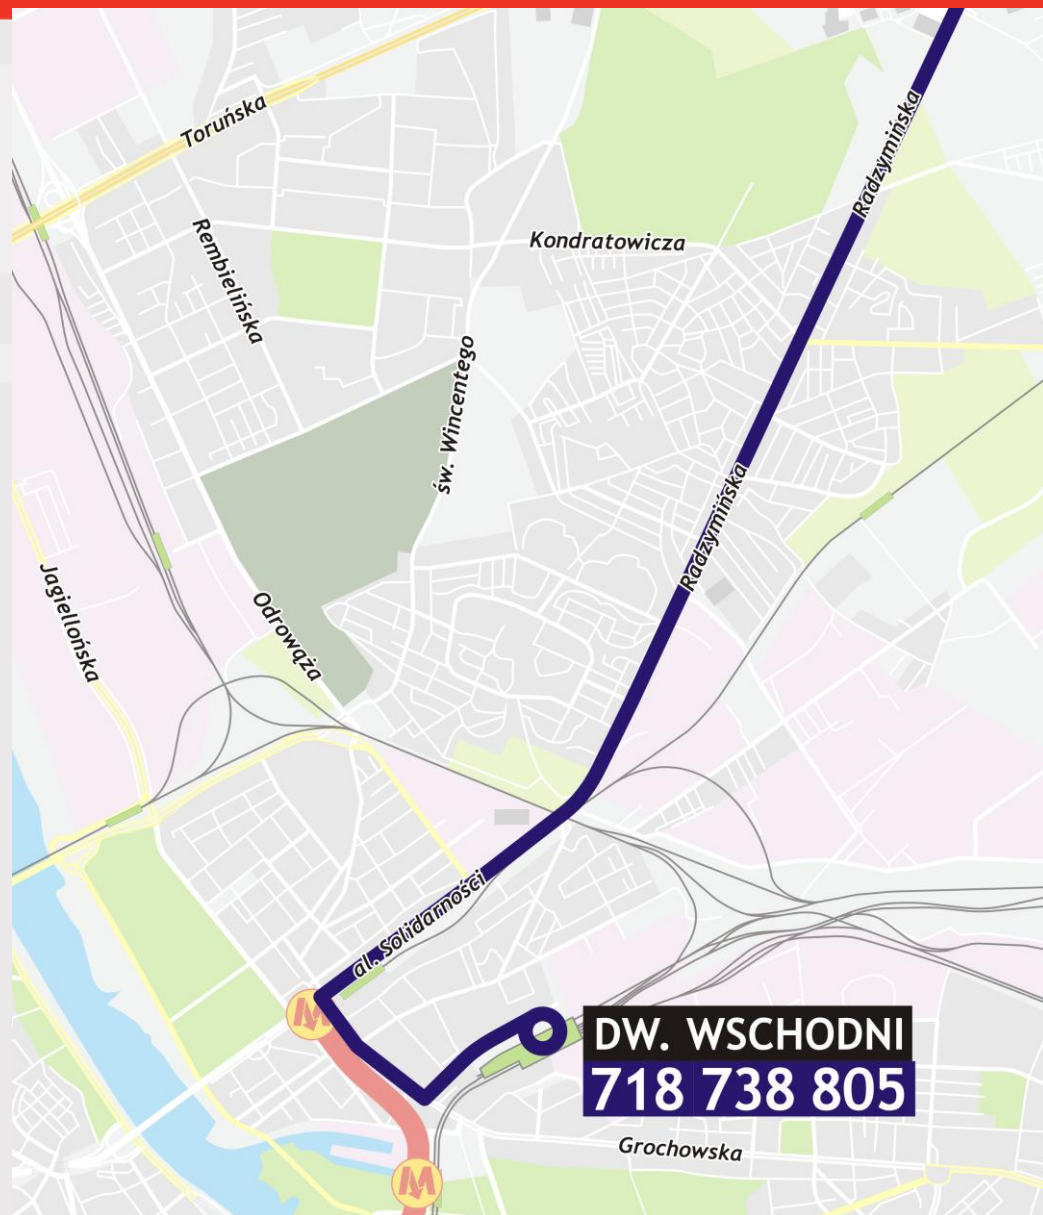 Toruńska
Radzymińska
Rembielińska
Kondratowicza
św. Wincentego
Radzymińska
Jagiellońska
Odrowąża
al. Solidarności
M
DW. WSCHODNI
718 738 805
Grochowska
M